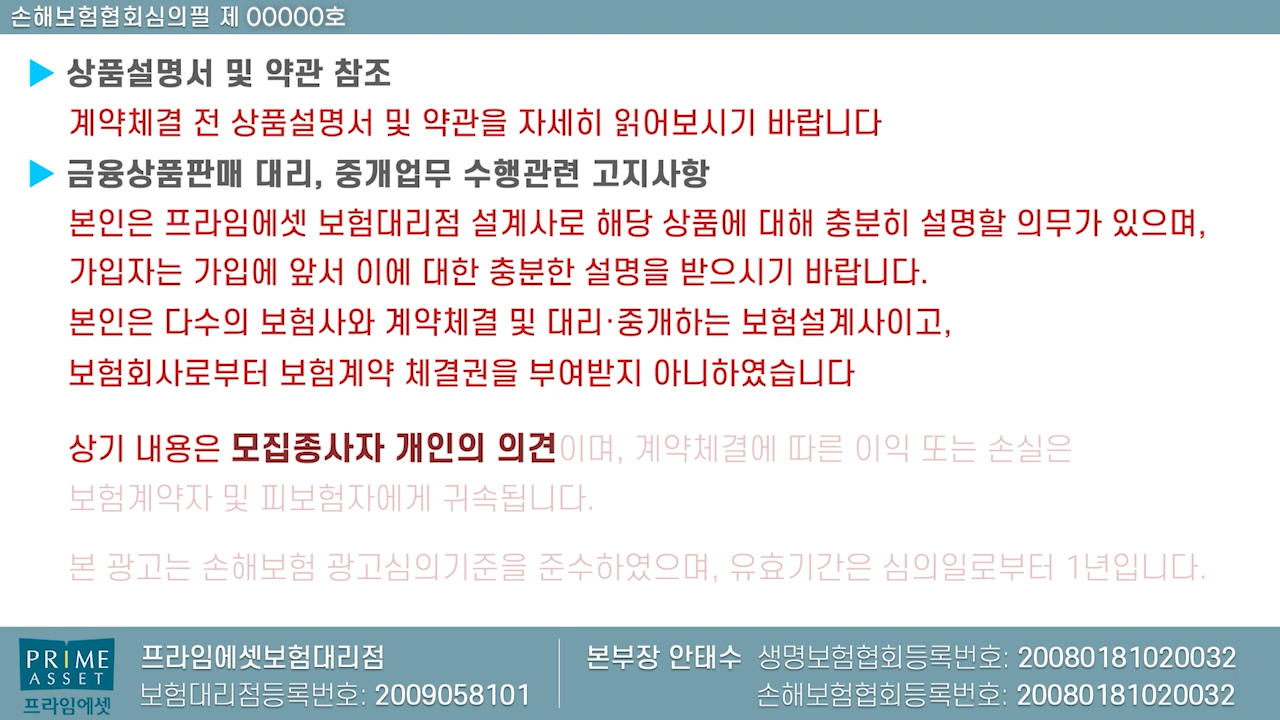 손해보험협회심의필 제 00000호
▶ 상품설명서 및 약관 참조
계약체결 전 상품설명서 및 약관을 자세히 읽어보시기 바랍니다
▶ 금융상품판매 대리, 중개업무 수행관련 고지사항
본인은 프라임에셋 보험대리점 설계사로 해당 상품에 대해 충분히 설명할 의무가 있으며,
가입자는 가입에 앞서 이에 대한 충분한 설명을 받으시기 바랍니다.
본인은 다수의 보험사와 계약체결 및 대리·중개하는 보험설계사이고,
보험회사로부터 보험계약 체결권을 부여받지 아니하였습니다
상기 내용은 모집종사자 개인의 의견이며, 계약체결에 따른 이익 또는 손실은
보험계약자 및 피보험자에게 귀속됩니다.
본 광고는 손해보험 광고심의기준을 준수하였으며, 유효기간은 심의일로부터 1년입니다.
PRIME
ASSET
프라임에셋
프라임에셋보험대리점
보험대리점등록번호: 2009058101
본부장 안태수 생명보험협회등록번호: 20080181020032
손해보험협회등록번호: 20080181020032